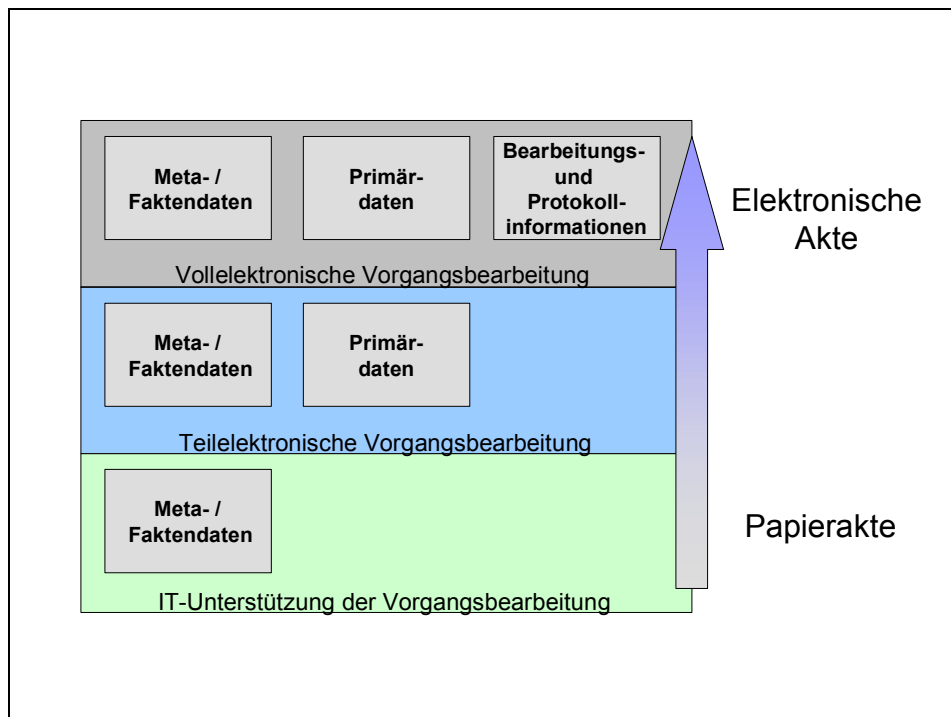 Meta- /
Faktendaten
Primär-
daten
Bearbeitungs-
und
Protokoll-
informationen
Vollelektronische Vorgangsbearbeitung
Elektronische
Akte
Meta- /
Faktendaten
Primär-
daten
Teilelektronische Vorgangsbearbeitung
Meta- /
Faktendaten
IT-Unterstützung der Vorgangsbearbeitung
Papierakte